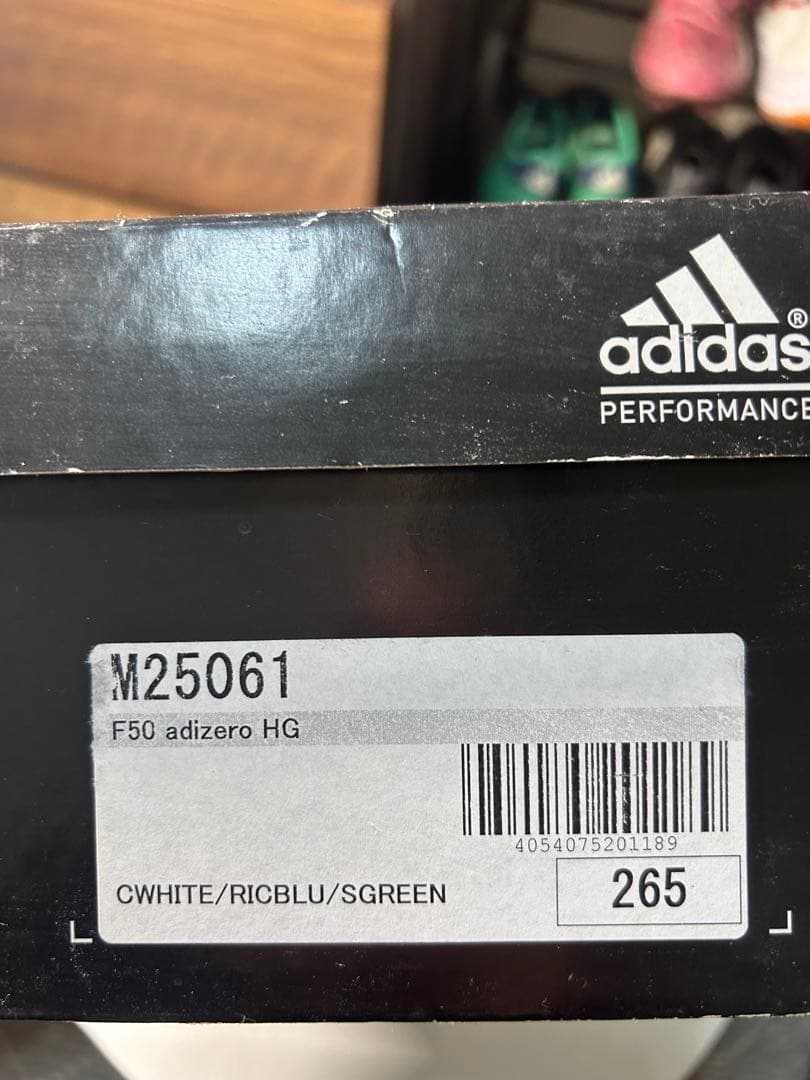 adidas®
PERFORMANCE
M25061
F50 adizero HG
4054075201189
CWHITE/RICBLU/SGREEN
265